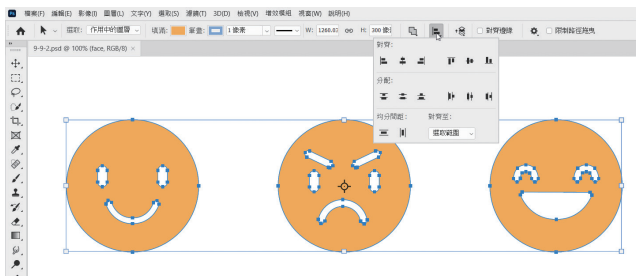 Ps 檔案(F) 編輯(E) 影像(I) 圖層(L) 文字(Y) 選取(S) 濾鏡(T) 3D(D) 檢視(V) 增效模組 視窗(W) 說明(H)
選取: 作用中的圖層 填滿: 筆畫: 1 像素 W: 1260.83 H: 300 像素 對齊邊緣 限制路徑拖曳
9-9-2.psd @ 100% (face, RGB/8) ×
對齊:
分配:
均分間距: 對齊至:
選取範圍